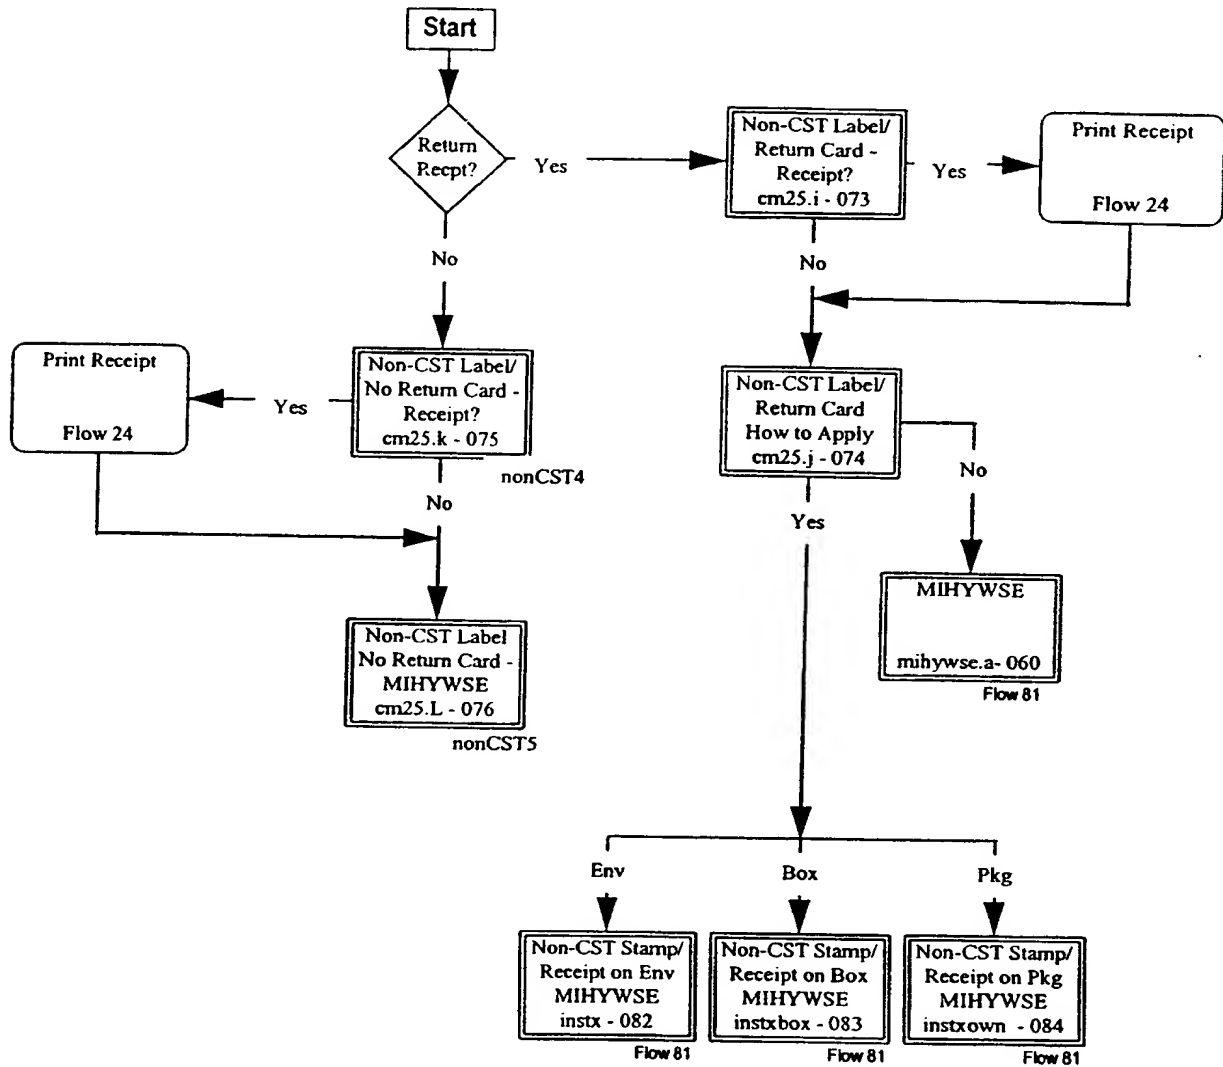 Start
Return
Recpt?
Yes
Non-CST Label/
Return Card -
Receipt?
cm25.i - 073
Yes
Print Receipt
Flow 24
No
No
Print Receipt
Flow 24
Yes
Non-CST Label/
No Return Card -
Receipt?
cm25.k - 075
nonCST4
No
Non-CST Label/
Return Card
How to Apply
cm25.j - 074
No
Yes
MIHYWSE
mihywse.a- 060
Flow 81
Non-CST Label
No Return Card -
MIHYWSE
cm25.L - 076
nonCST5
Env
Box
Pkg
Non-CST Stamp/
Receipt on Env
MIHYWSE
instx - 082
Flow 81
Non-CST Stamp/
Receipt on Box
MIHYWSE
instxbox - 083
Flow 81
Non-CST Stamp/
Receipt on Pkg
MIHYWSE
instxown - 084
Flow 81